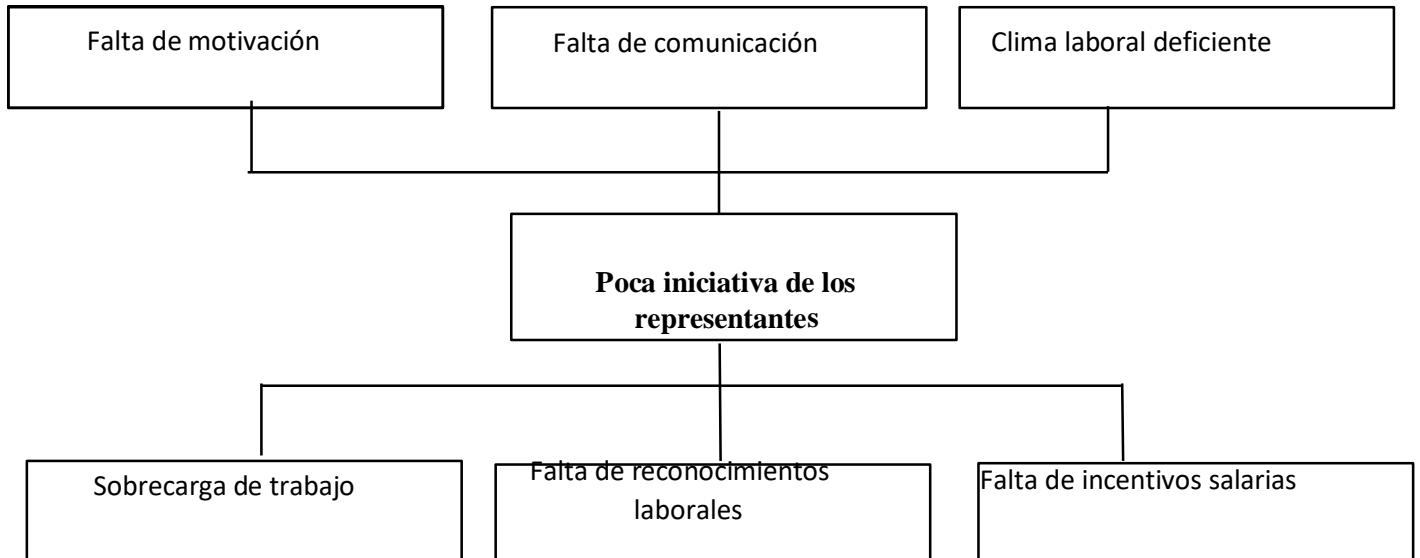 Falta de motivación
Falta de comunicación
Clima laboral deficiente
Poca iniciativa de los
representantes
Sobrecarga de trabajo
Falta de reconocimientos
laborales
Falta de incentivos salarias